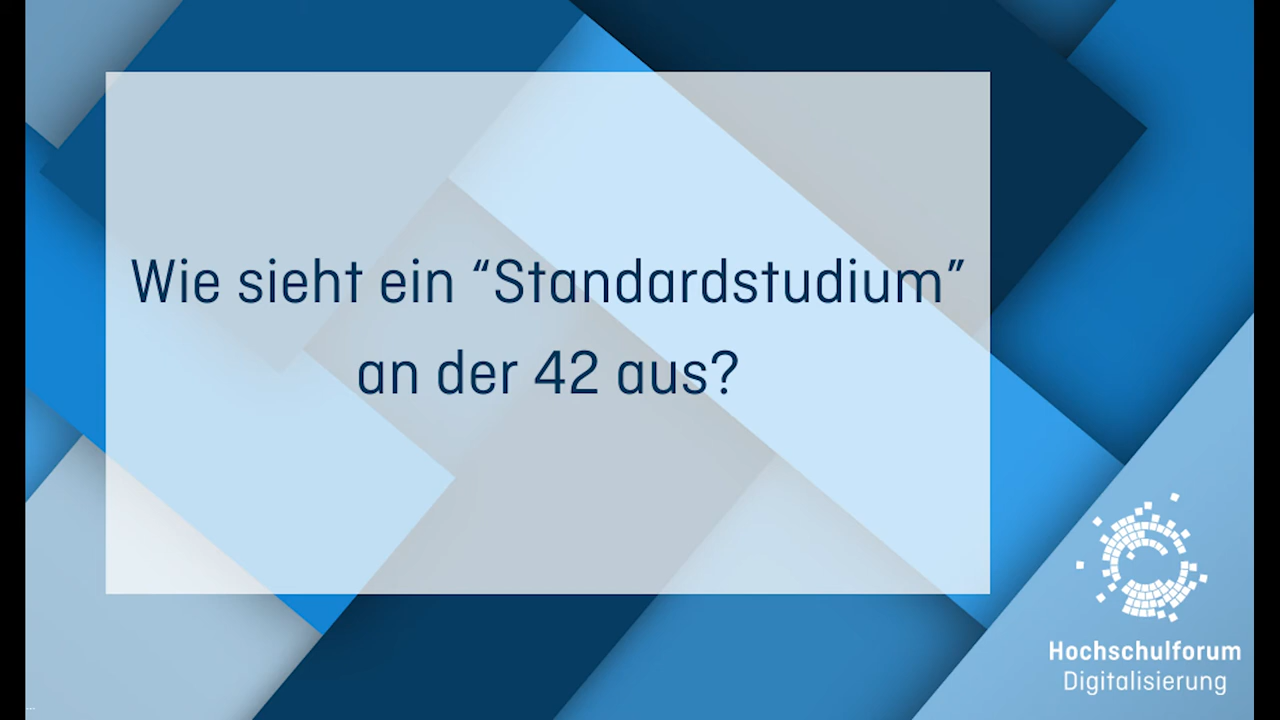 Wie sieht ein “Standardstudium”
an der 42 aus?
Hochschulforum
Digitalisierung
...